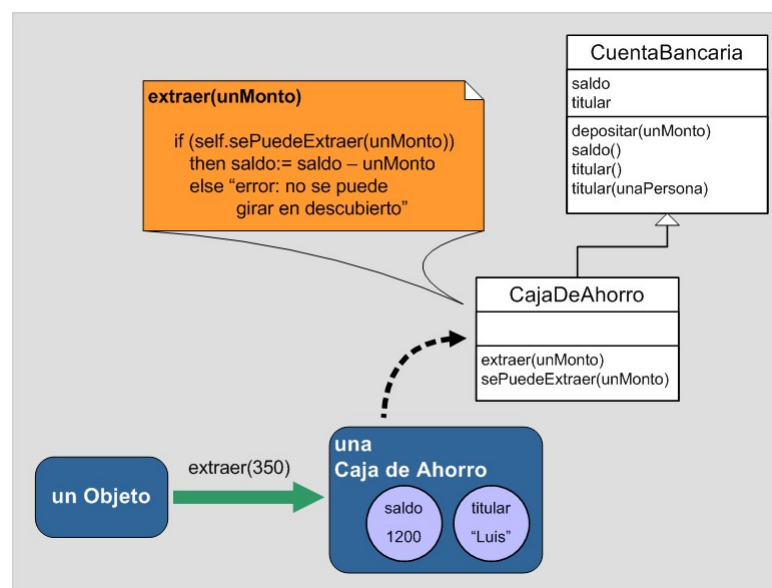 CuentaBancaria
saldo
titular
depositar(unMonto)
saldo()
titular()
titular(unaPersona)
extraer(unMonto)
if (self.sePuedeExtraer(unMonto))
then saldo:= saldo – unMonto
else “error: no se puede
girar en descubierto”
CajaDeAhorro
extraer(unMonto)
sePuedeExtraer(unMonto)
un Objeto
extraer(350)
una
Caja de Ahorro
saldo
1200
titular
“Luis”